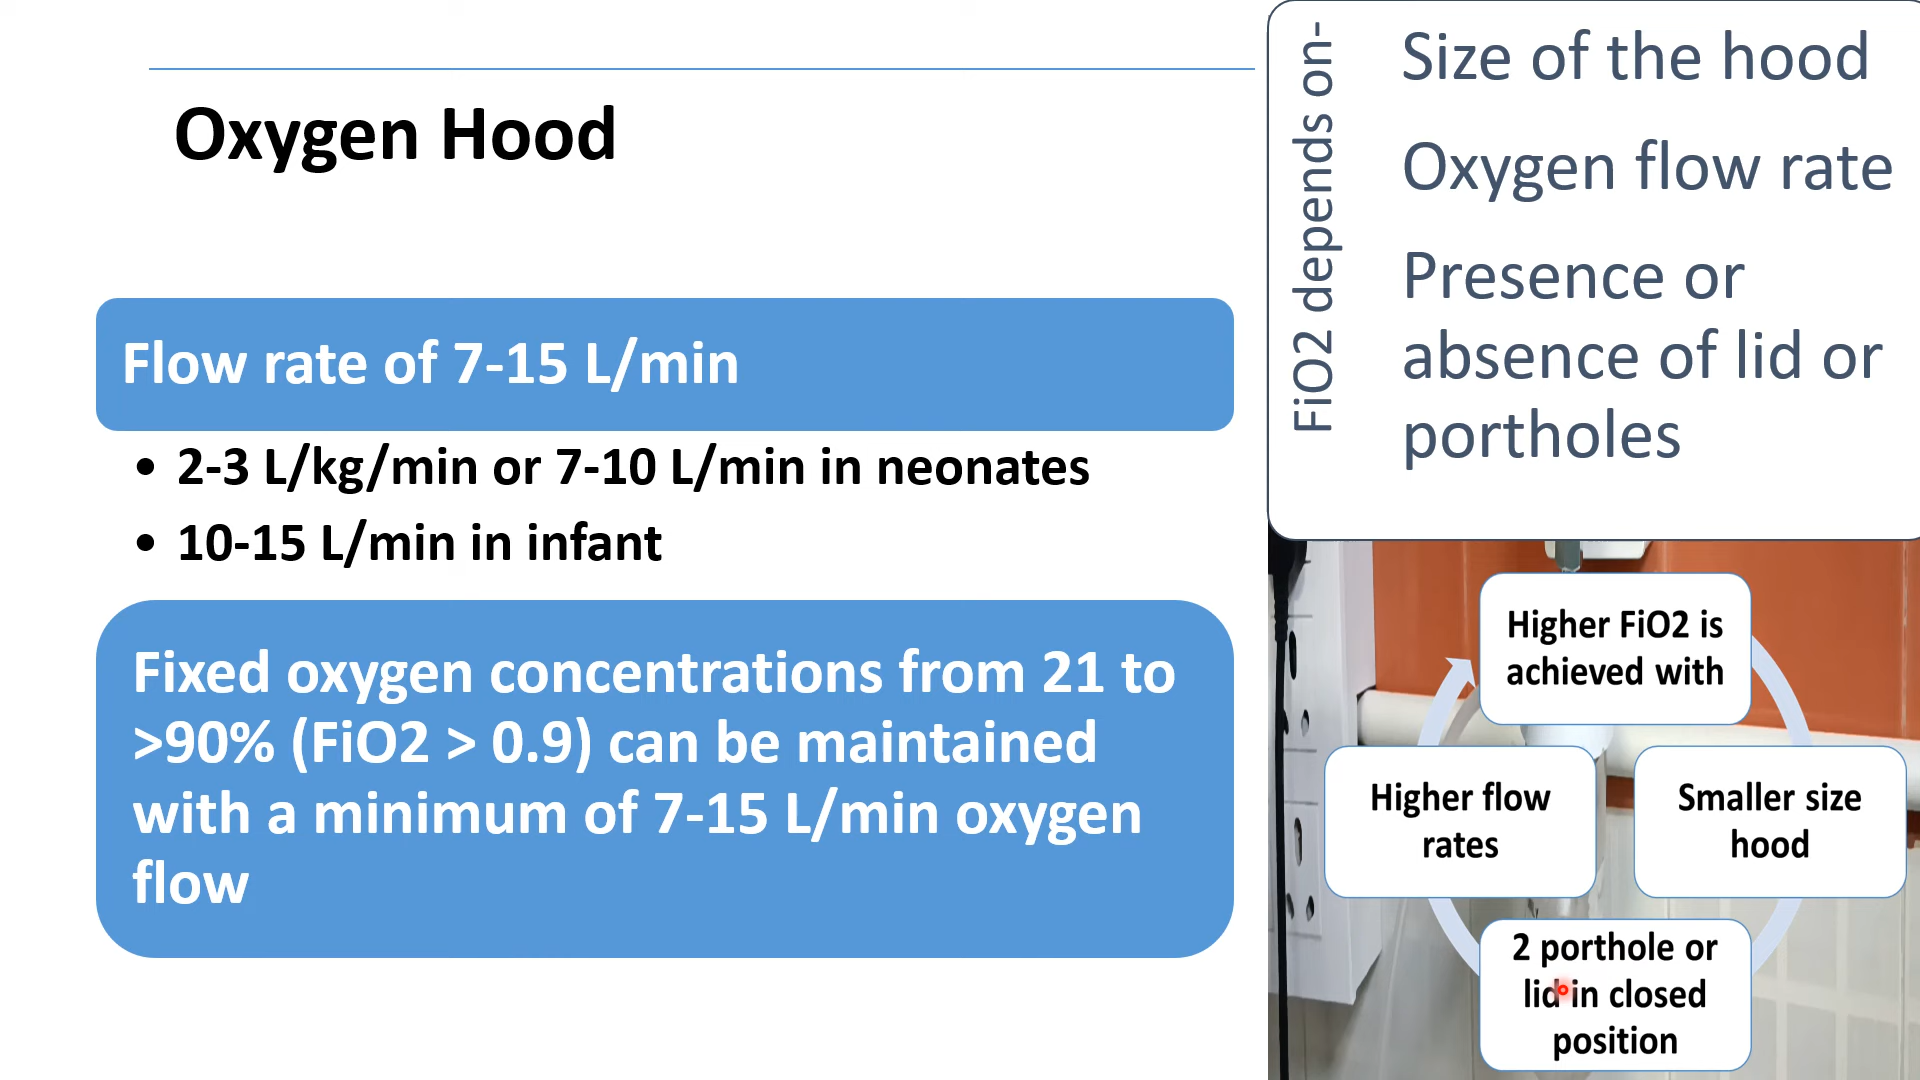 Oxygen Hood
Flow rate of 7-15 L/min
• 2-3 L/kg/min or 7-10 L/min in neonates
• 10-15 L/min in infant
Fixed oxygen concentrations from 21 to
>90% (FiO2 > 0.9) can be maintained
with a minimum of 7-15 L/min oxygen
flow
FiO2 depends on-
Size of the hood
Oxygen flow rate
Presence or
absence of lid or
portholes
Higher FiO2 is
achieved with
Smaller size
hood
2 porthole or
lid in closed
position
Higher flow
rates